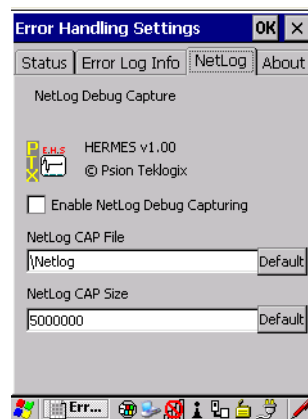 Error Handling Settings OK ×
Status Error Log Info NetLog About
NetLog Debug Capture
PTX E.H.S HERMES v1.00
© Psion Teklogix
Enable NetLog Debug Capturing
NetLog CAP File
\Netlog Default
NetLog CAP Size
5000000 Default
Err...